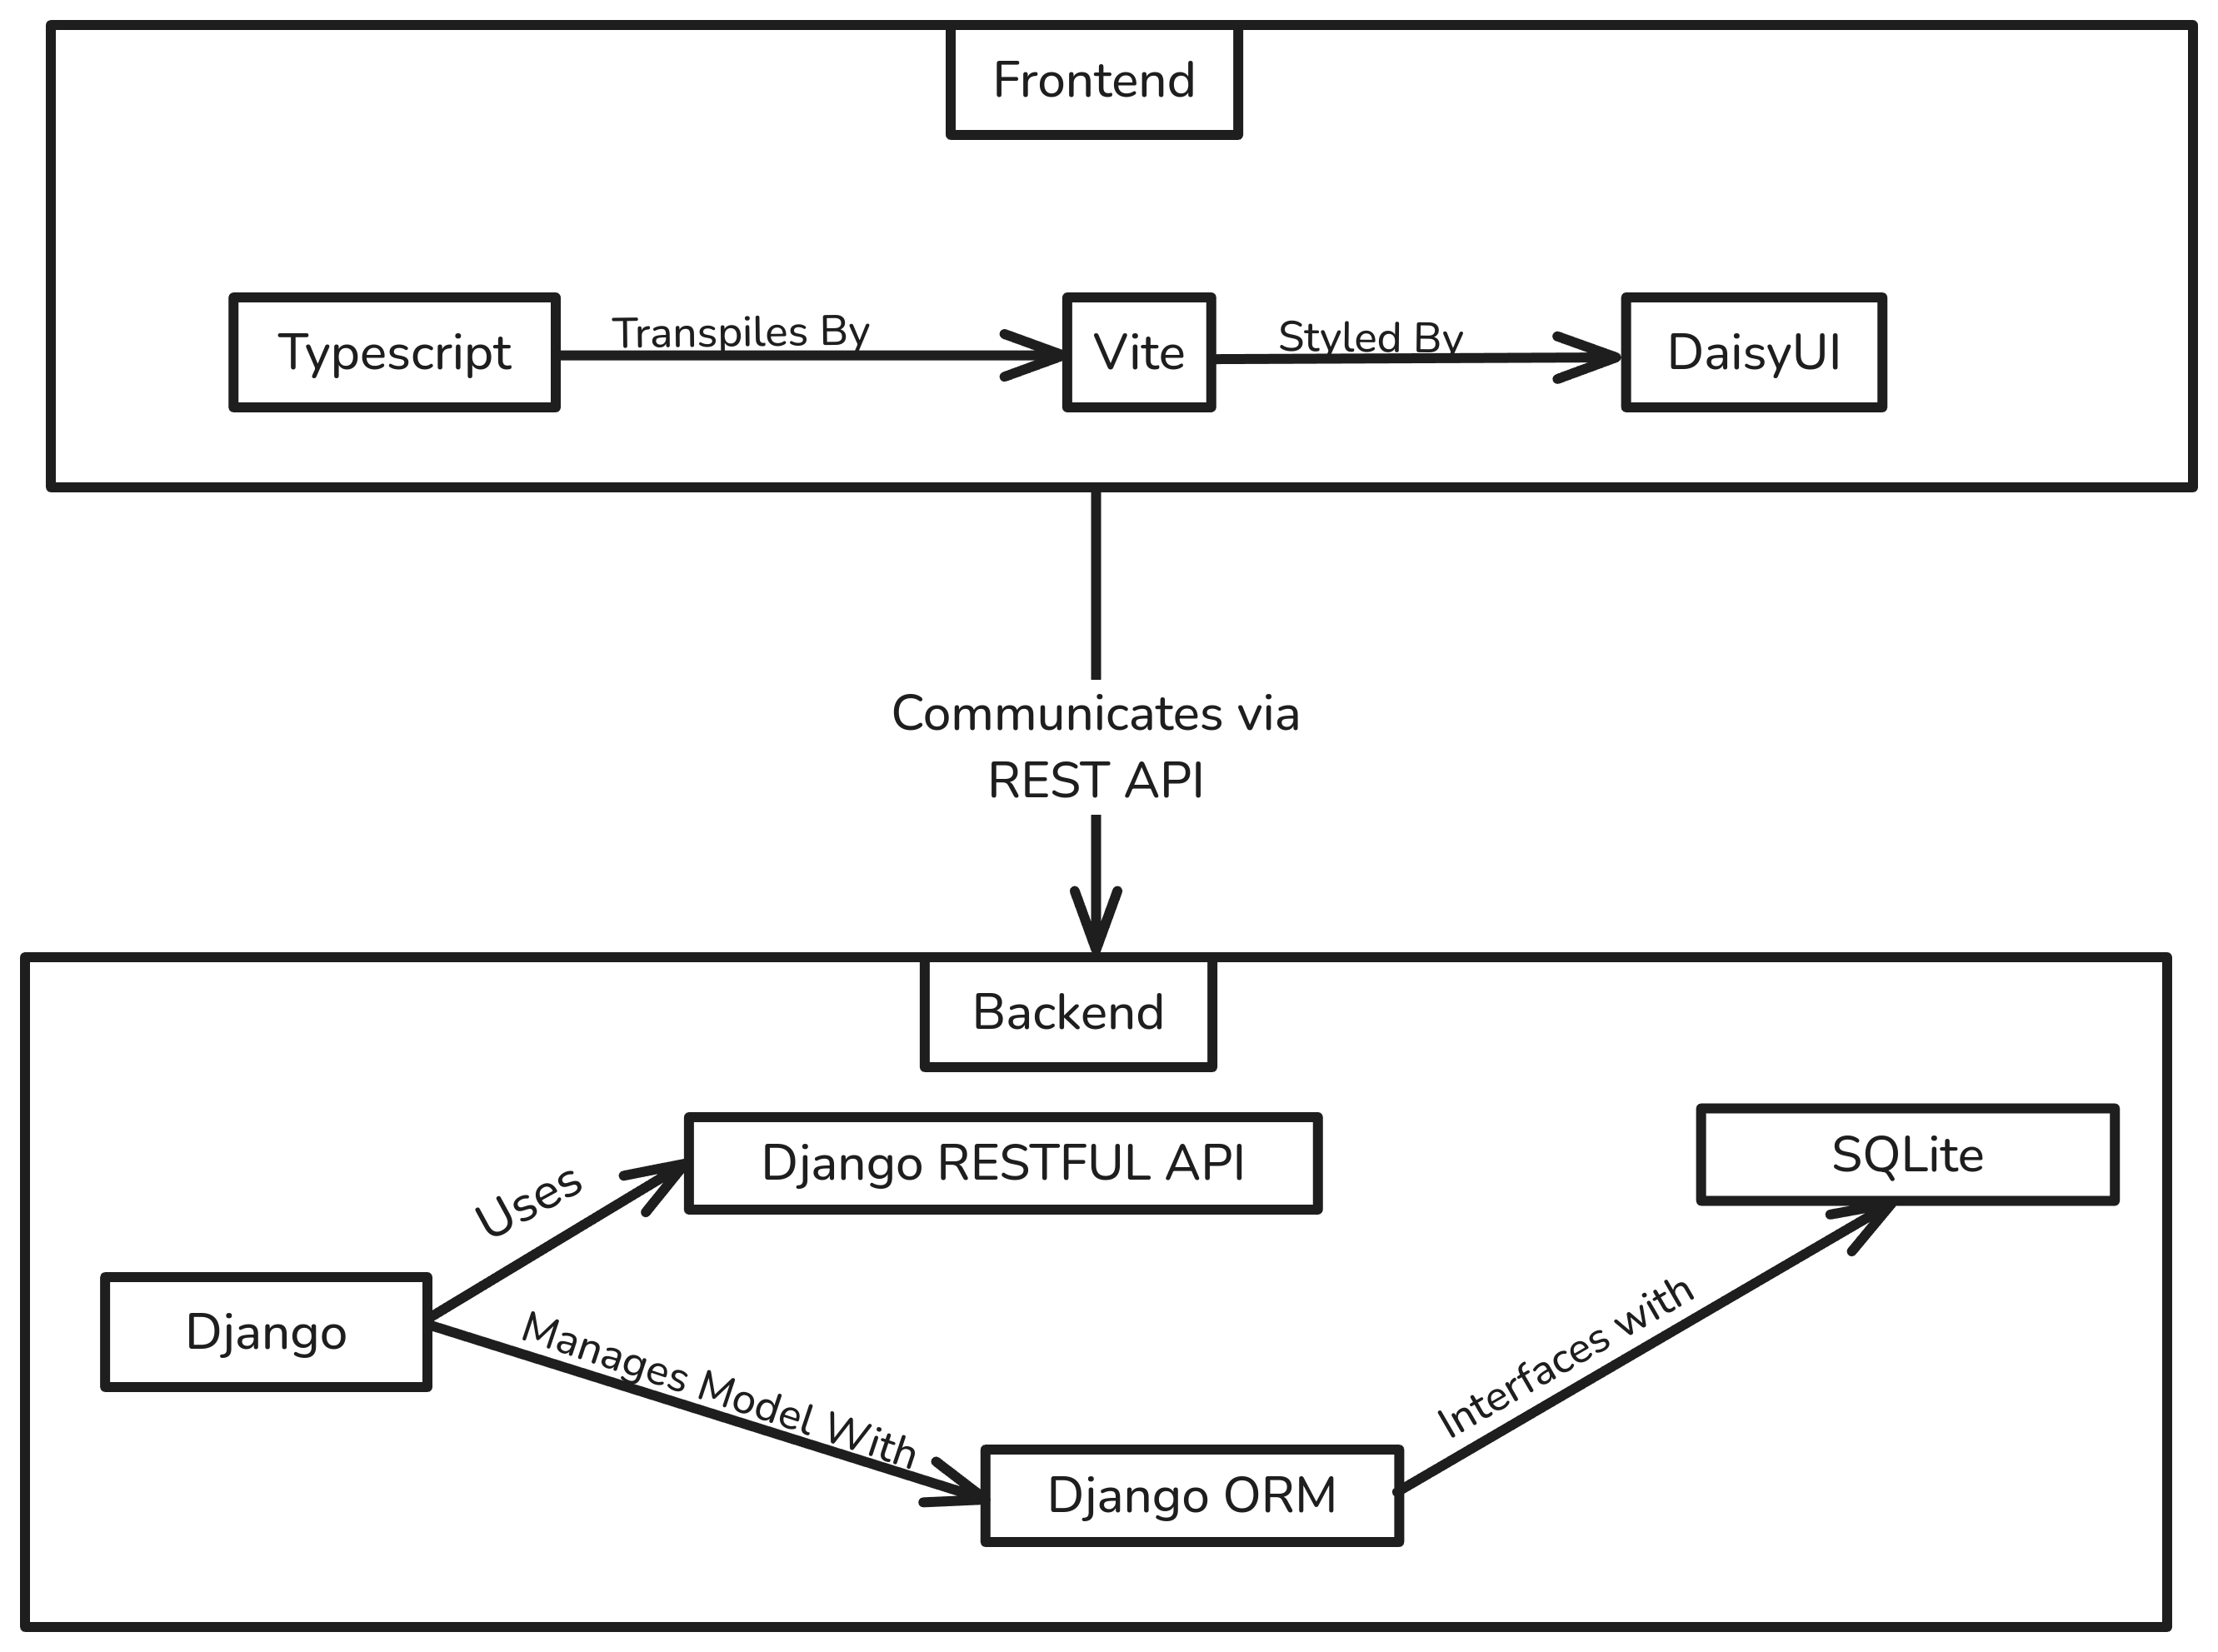 Frontend
Typescript
Transpiles By
Vite
Styled By
DaisyUI
Communicates via
REST API
Backend
Django RESTFUL API
SQLite
Uses
Django
Manages Model With
Interfaces with
Django ORM